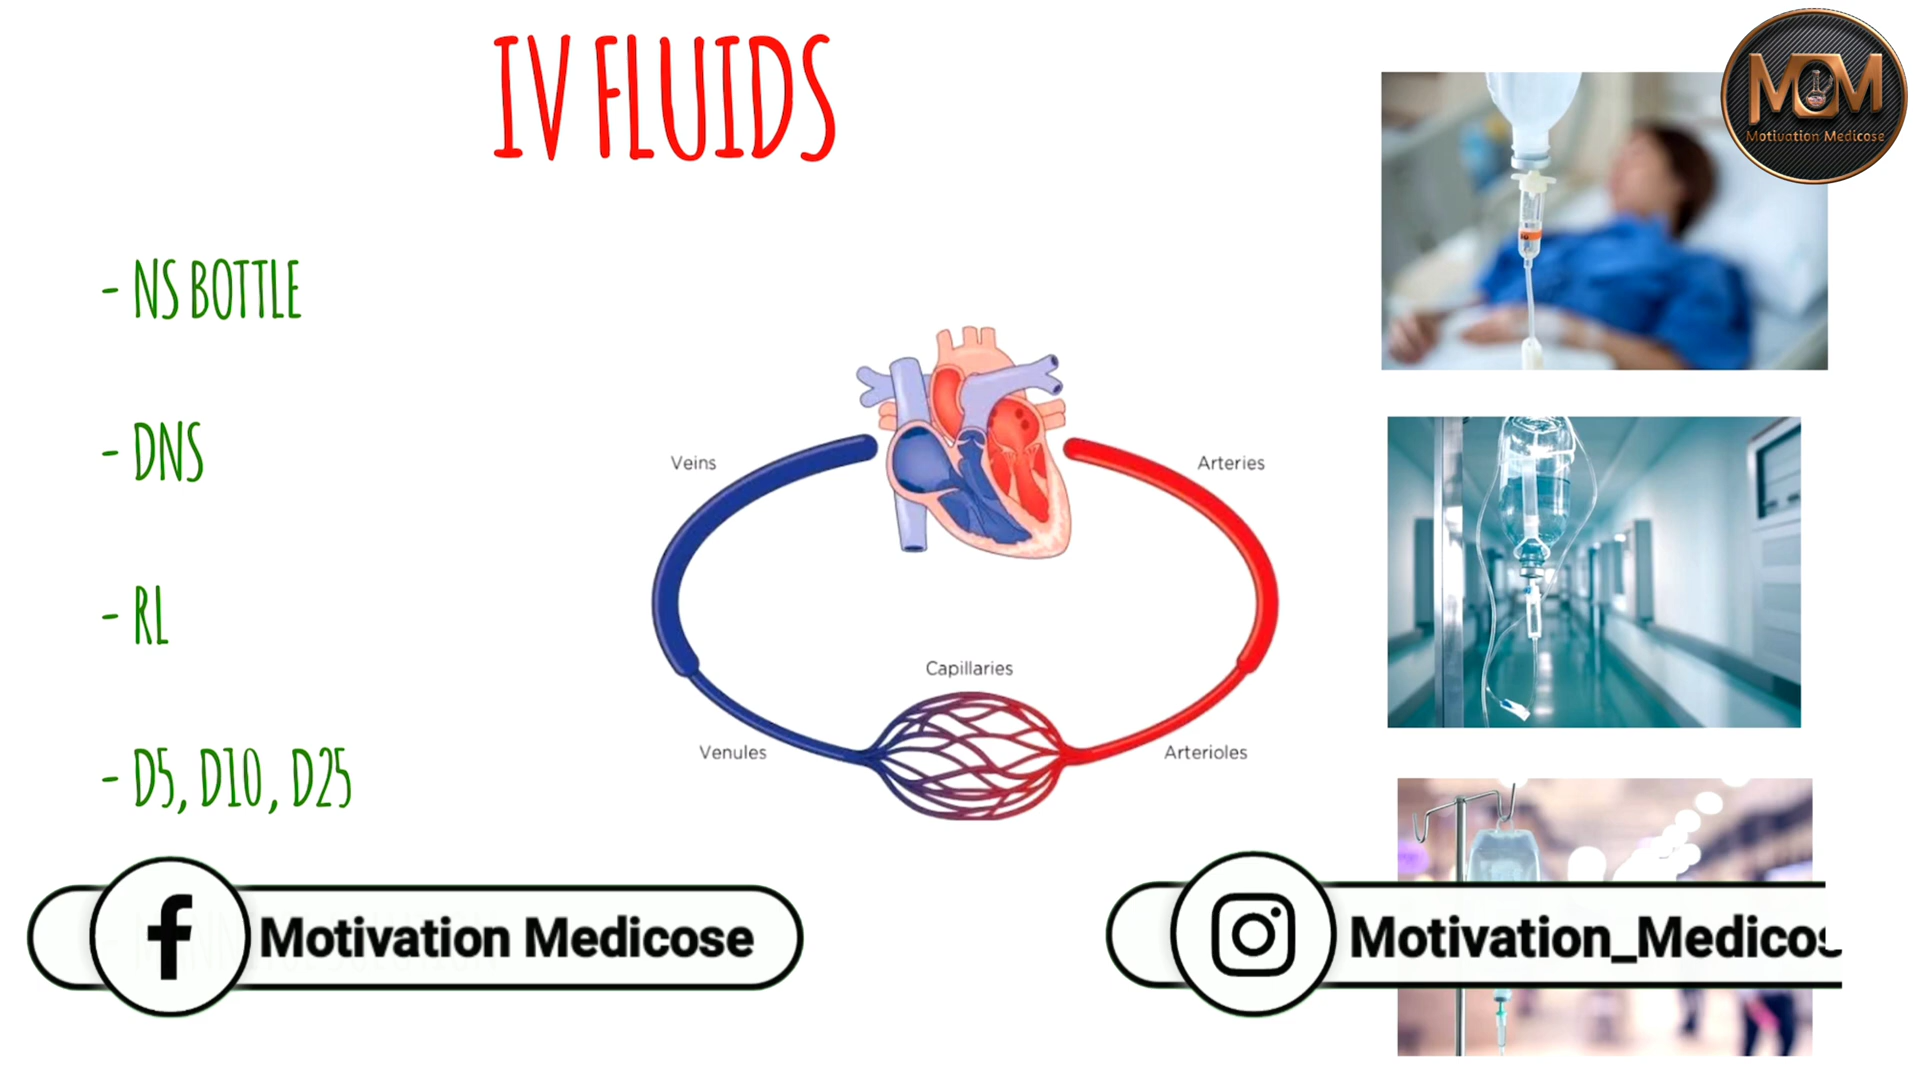 IV FLUIDS
MOM
Motivation Medicose
- NS BOTTLE
- DNS
- RL
- D5, D10, D25
Veins
Arteries
Capillaries
Venules
Arterioles
Motivation Medicose
Motivation_Medicos